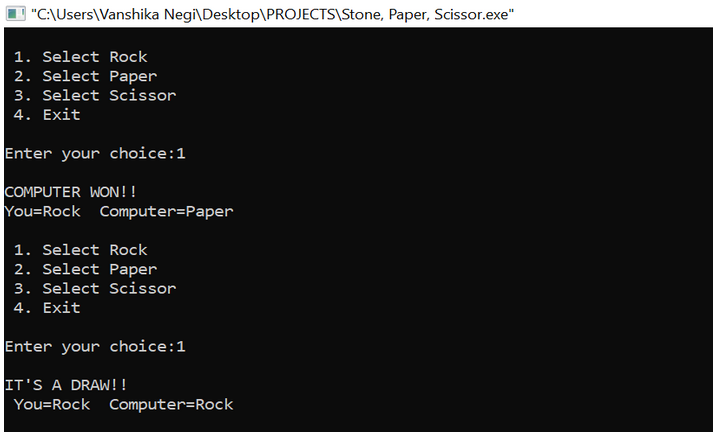 "C:\Users\Vanshika Negi\Desktop\PROJECTS\Stone, Paper, Scissor.exe"
1. Select Rock
2. Select Paper
3. Select Scissor
4. Exit
Enter your choice:1
COMPUTER WON!!
You=Rock  Computer=Paper
1. Select Rock
2. Select Paper
3. Select Scissor
4. Exit
Enter your choice:1
IT'S A DRAW!!
You=Rock  Computer=Rock